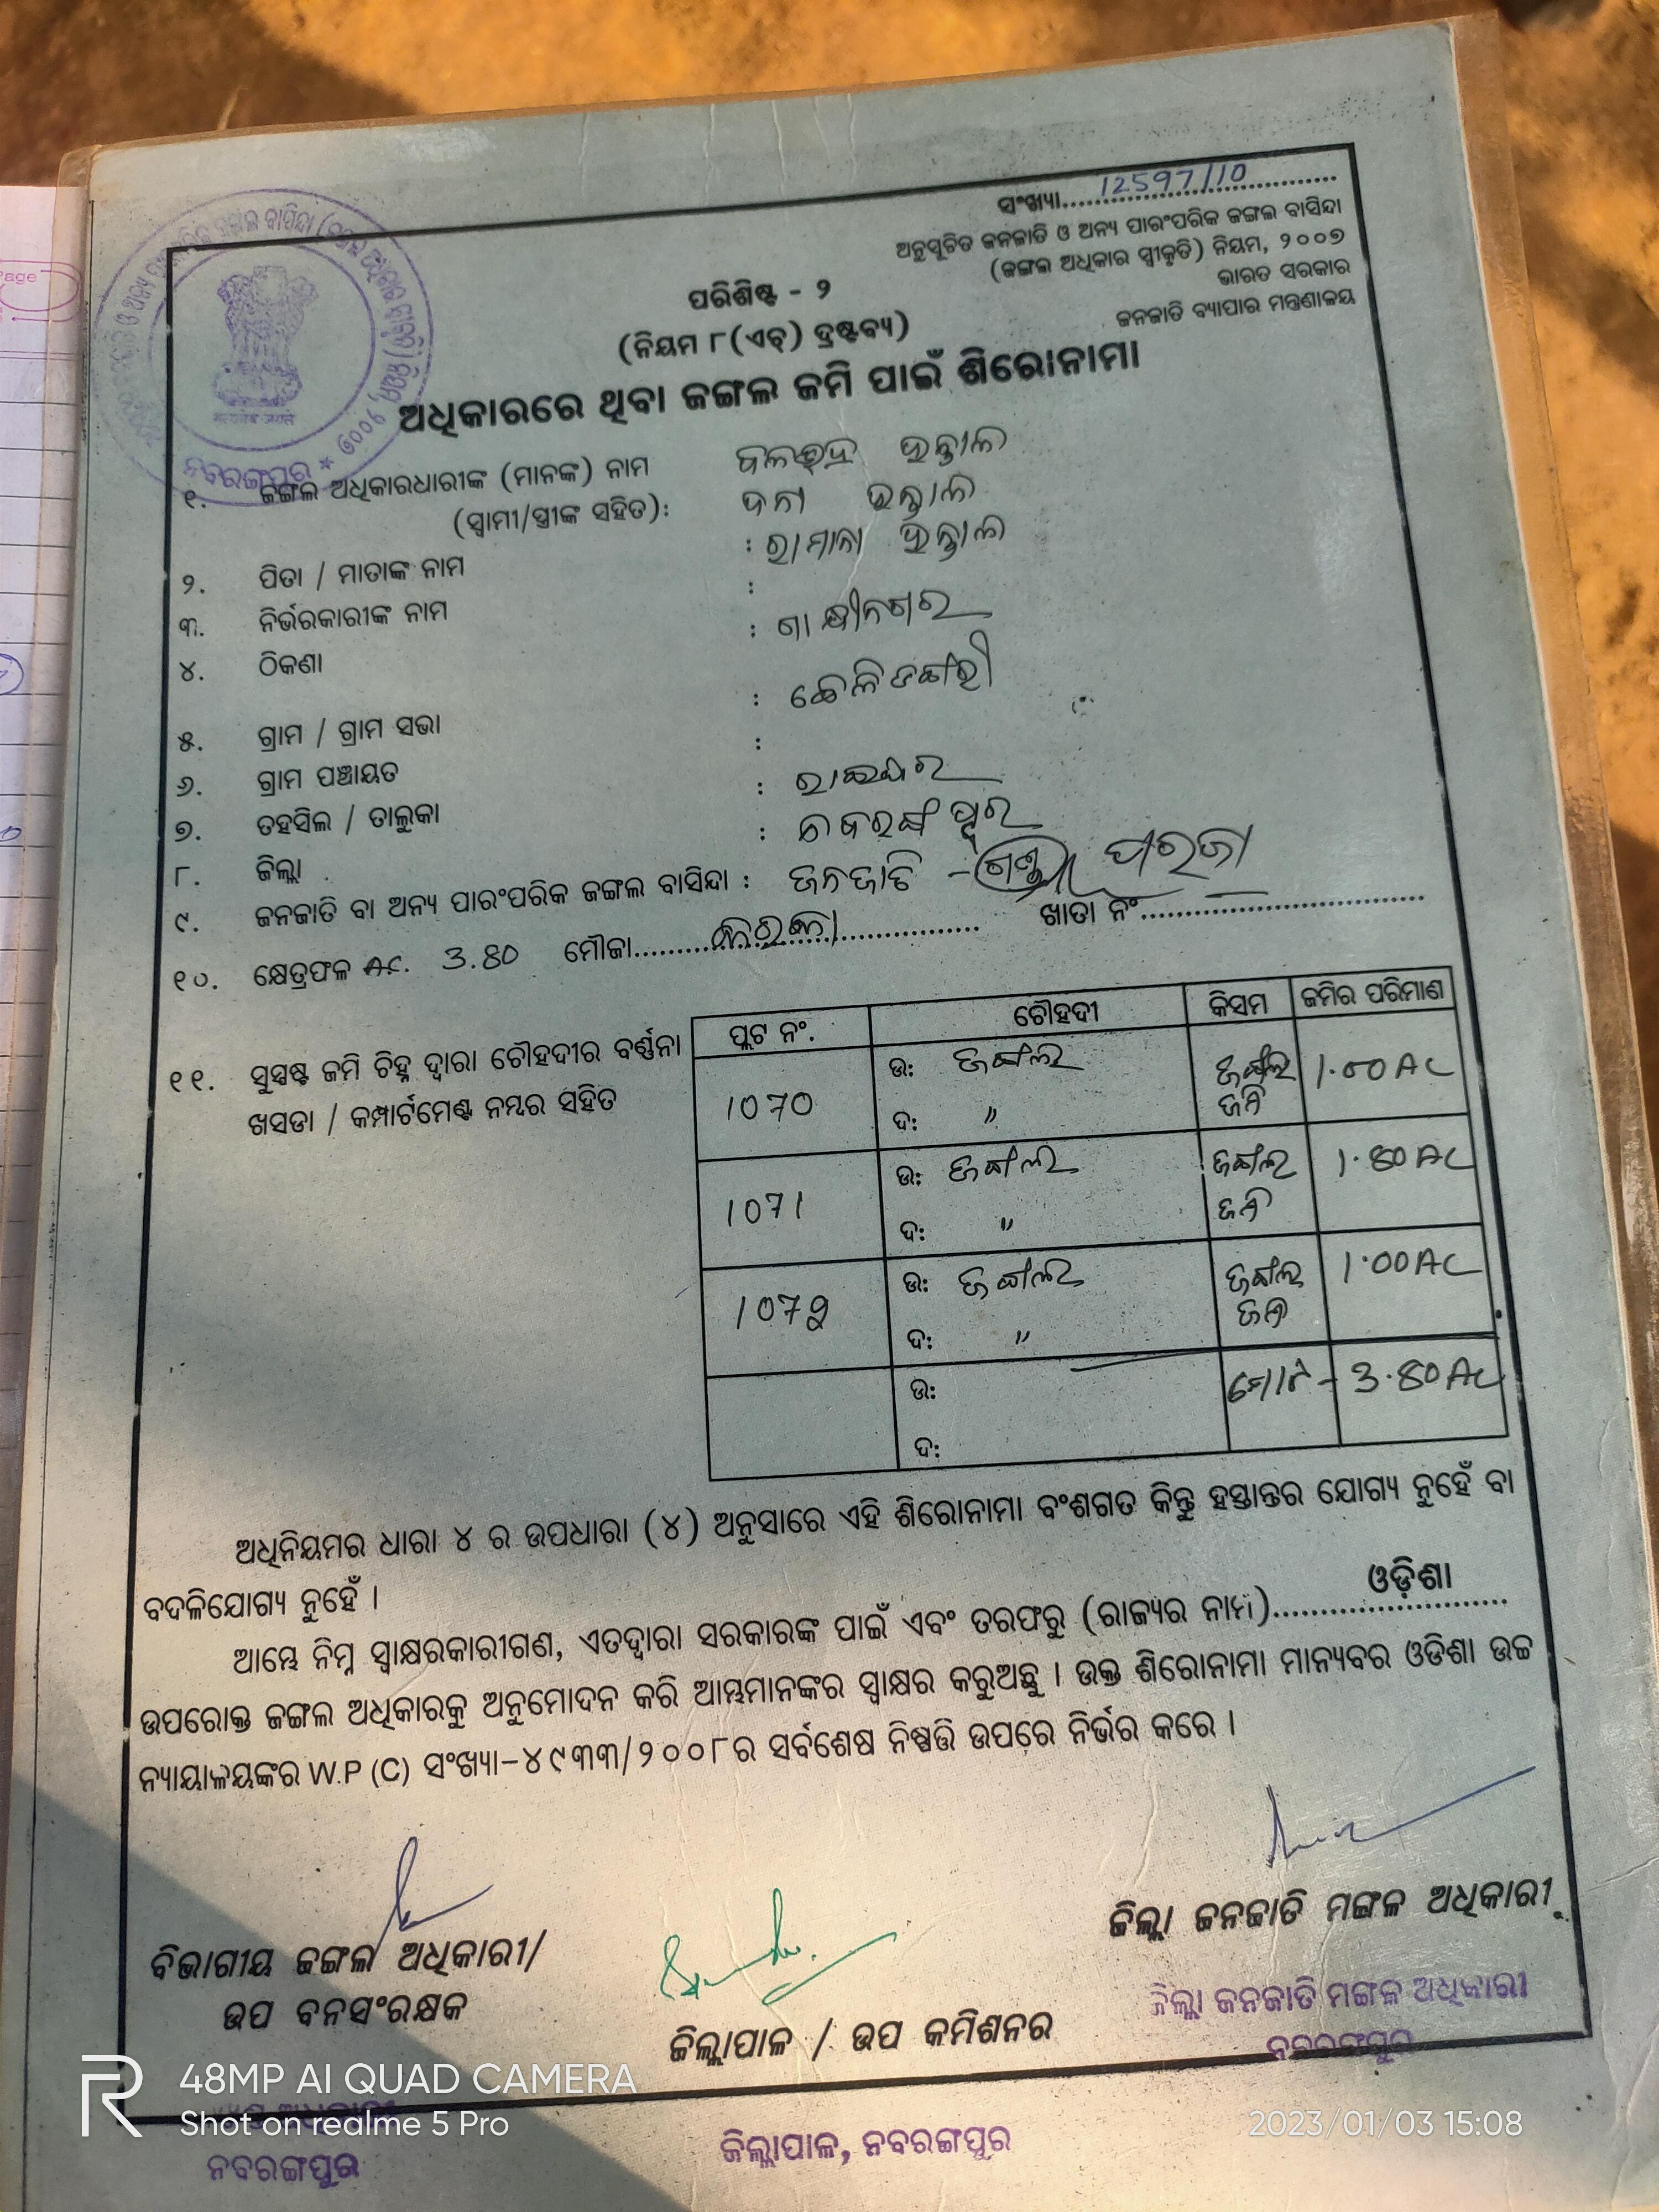 ସଂଖ୍ୟା 12597/10
ଅନୁସୂଚିତ ଜନଜାତି ଓ ଅନ୍ୟ ପାରଂପରିକ ଜଙ୍ଗଲ ବାସିନ୍ଦା
(ଜଙ୍ଗଲ ଅଧିକାର ସ୍ୱୀକୃତି) ନିୟମ, ୨୦୦୭
ଭାରତ ସରକାର
ଜନଜାତି ବ୍ୟାପାର ମନ୍ତ୍ରଣାଳୟ
ପରିଶିଷ୍ଟ - ୨
(ନିୟମ ୮(ଏଚ୍) ଦ୍ରଷ୍ଟବ୍ୟ)
ଅଧିକାରରେ ଥିବା ଜଙ୍ଗଲ ଜମି ପାଇଁ ଶିରୋନାମା
ନବରଙ୍ଗପୁର
୧. ଜଙ୍ଗଲ ଅଧିକାରଧାରୀଙ୍କ (ମାନଙ୍କ) ନାମ
(ସ୍ୱାମୀ/ସ୍ତ୍ରୀଙ୍କ ସହିତ):
୨. ପିତା / ମାତାଙ୍କ ନାମ :
୩. ନିର୍ଭରକାରୀଙ୍କ ନାମ :
୪. ଠିକଣା : ଗାନ୍ଧୀନଗର
୫. ଗ୍ରାମ / ଗ୍ରାମ ସଭା :
୬. ଗ୍ରାମ ପଞ୍ଚାୟତ :
୭. ତହସିଲ / ତାଲୁକା : ରାଇଘର
୮. ଜିଲ୍ଲା : ନବରଙ୍ଗପୁର
୯. ଜନଜାତି ବା ଅନ୍ୟ ପାରଂପରିକ ଜଙ୍ଗଲ ବାସିନ୍ଦା : ଜନଜାତି - ଗଣ୍ଡ ପରଜା
୧୦. କ୍ଷେତ୍ରଫଳ Ac. 3.80 ମୌଜା ଖାତା ନଂ
୧୧. ସୁସ୍ପଷ୍ଟ ଜମି ଚିହ୍ନ ଦ୍ୱାରା ଚୌହଦୀର ବର୍ଣ୍ଣନା
ଖସଡା / କମ୍ପାର୍ଟମେଣ୍ଟ ନମ୍ବର ସହିତ
ପ୍ଲଟ ନଂ. ଚୌହଦୀ କିସମ ଜମିର ପରିମାଣ
1070 ଉ: ଜଙ୍ଗଲ ଜଙ୍ଗଲ AC
ଦ: " ଜମି
1071 ଉ: ଜଙ୍ଗଲ ଜଙ୍ଗଲ 1.80 AC
ଦ: " ଜମି
ଉ: ଜଙ୍ଗଲ ଜଙ୍ଗଲ 1.00 AC
ଦ: " ଜମି
ଉ: ମୋଟ - 3.80 AC
ଦ:
ଅଧିନିୟମର ଧାରା ୪ ର ଉପଧାରା (୪) ଅନୁସାରେ ଏହି ଶିରୋନାମା ବଂଶଗତ କିନ୍ତୁ ହସ୍ତାନ୍ତର ଯୋଗ୍ୟ ନୁହେଁ ବା
ବଦଳିଯୋଗ୍ୟ ନୁହେଁ ।
ଆମ୍ଭେ ନିମ୍ନ ସ୍ୱାକ୍ଷରକାରୀଗଣ, ଏତଦ୍ୱାରା ସରକାରଙ୍କ ପାଇଁ ଏବଂ ତରଫରୁ (ରାଜ୍ୟର ନାମ) ଓଡ଼ିଶା
ଉପରୋକ୍ତ ଜଙ୍ଗଲ ଅଧିକାରକୁ ଅନୁମୋଦନ କରି ଆମ୍ଭମାନଙ୍କର ସ୍ୱାକ୍ଷର କରୁଅଛୁ । ଉକ୍ତ ଶିରୋନାମା ମାନ୍ୟବର ଓଡିଶା ଉଚ୍ଚ
ନ୍ୟାୟାଳୟଙ୍କର W.P (C) ସଂଖ୍ୟା-୪୯୩୩/୨୦୦୮ର ସର୍ବଶେଷ ନିଷ୍ପତ୍ତି ଉପରେ ନିର୍ଭର କରେ ।
ବିଭାଗୀୟ ଜଙ୍ଗଲ ଅଧିକାରୀ/
ଉପ ବନସଂରକ୍ଷକ
ଜିଲ୍ଲାପାଳ / ଉପ କମିଶନର
ଜିଲ୍ଲା ଜନଜାତି ମଙ୍ଗଳ ଅଧିକାରୀ
ଜିଲ୍ଲା ଜନଜାତି ମଙ୍ଗଳ ଅଧିକାରୀ
ନବରଙ୍ଗପୁର
ଅଧିକାରୀ
ନବରଙ୍ଗପୁର
ଜିଲ୍ଲାପାଳ, ନବରଙ୍ଗପୁର
R 48MP AI QUAD CAMERA
Shot on realme 5 Pro
2023/01/03 15:08
Page